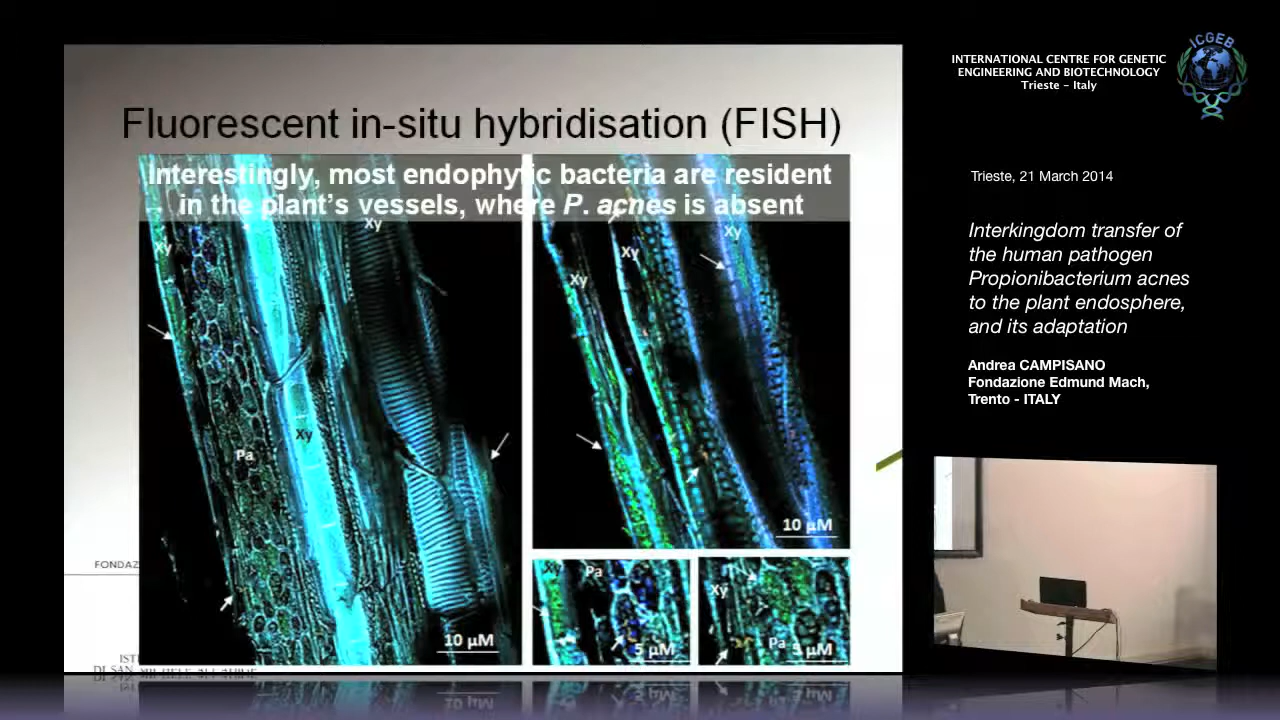 Fluorescent in-situ hybridisation (FISH)
Interestingly, most endophytic bacteria are resident
in the plant's vessels, where P. acnes is absent
Xy
Xy
Xy
Pa
10 µM
Xy
Xy
Xy
10 µM
Xy
Pa
5 µM
Xy
Pa
5 µM
FONDAZ
ICGEB
INTERNATIONAL CENTRE FOR GENETIC
ENGINEERING AND BIOTECHNOLOGY
Trieste - Italy
Trieste, 21 March 2014
Interkingdom transfer of
the human pathogen
Propionibacterium acnes
to the plant endosphere,
and its adaptation
Andrea CAMPISANO
Fondazione Edmund Mach,
Trento - ITALY